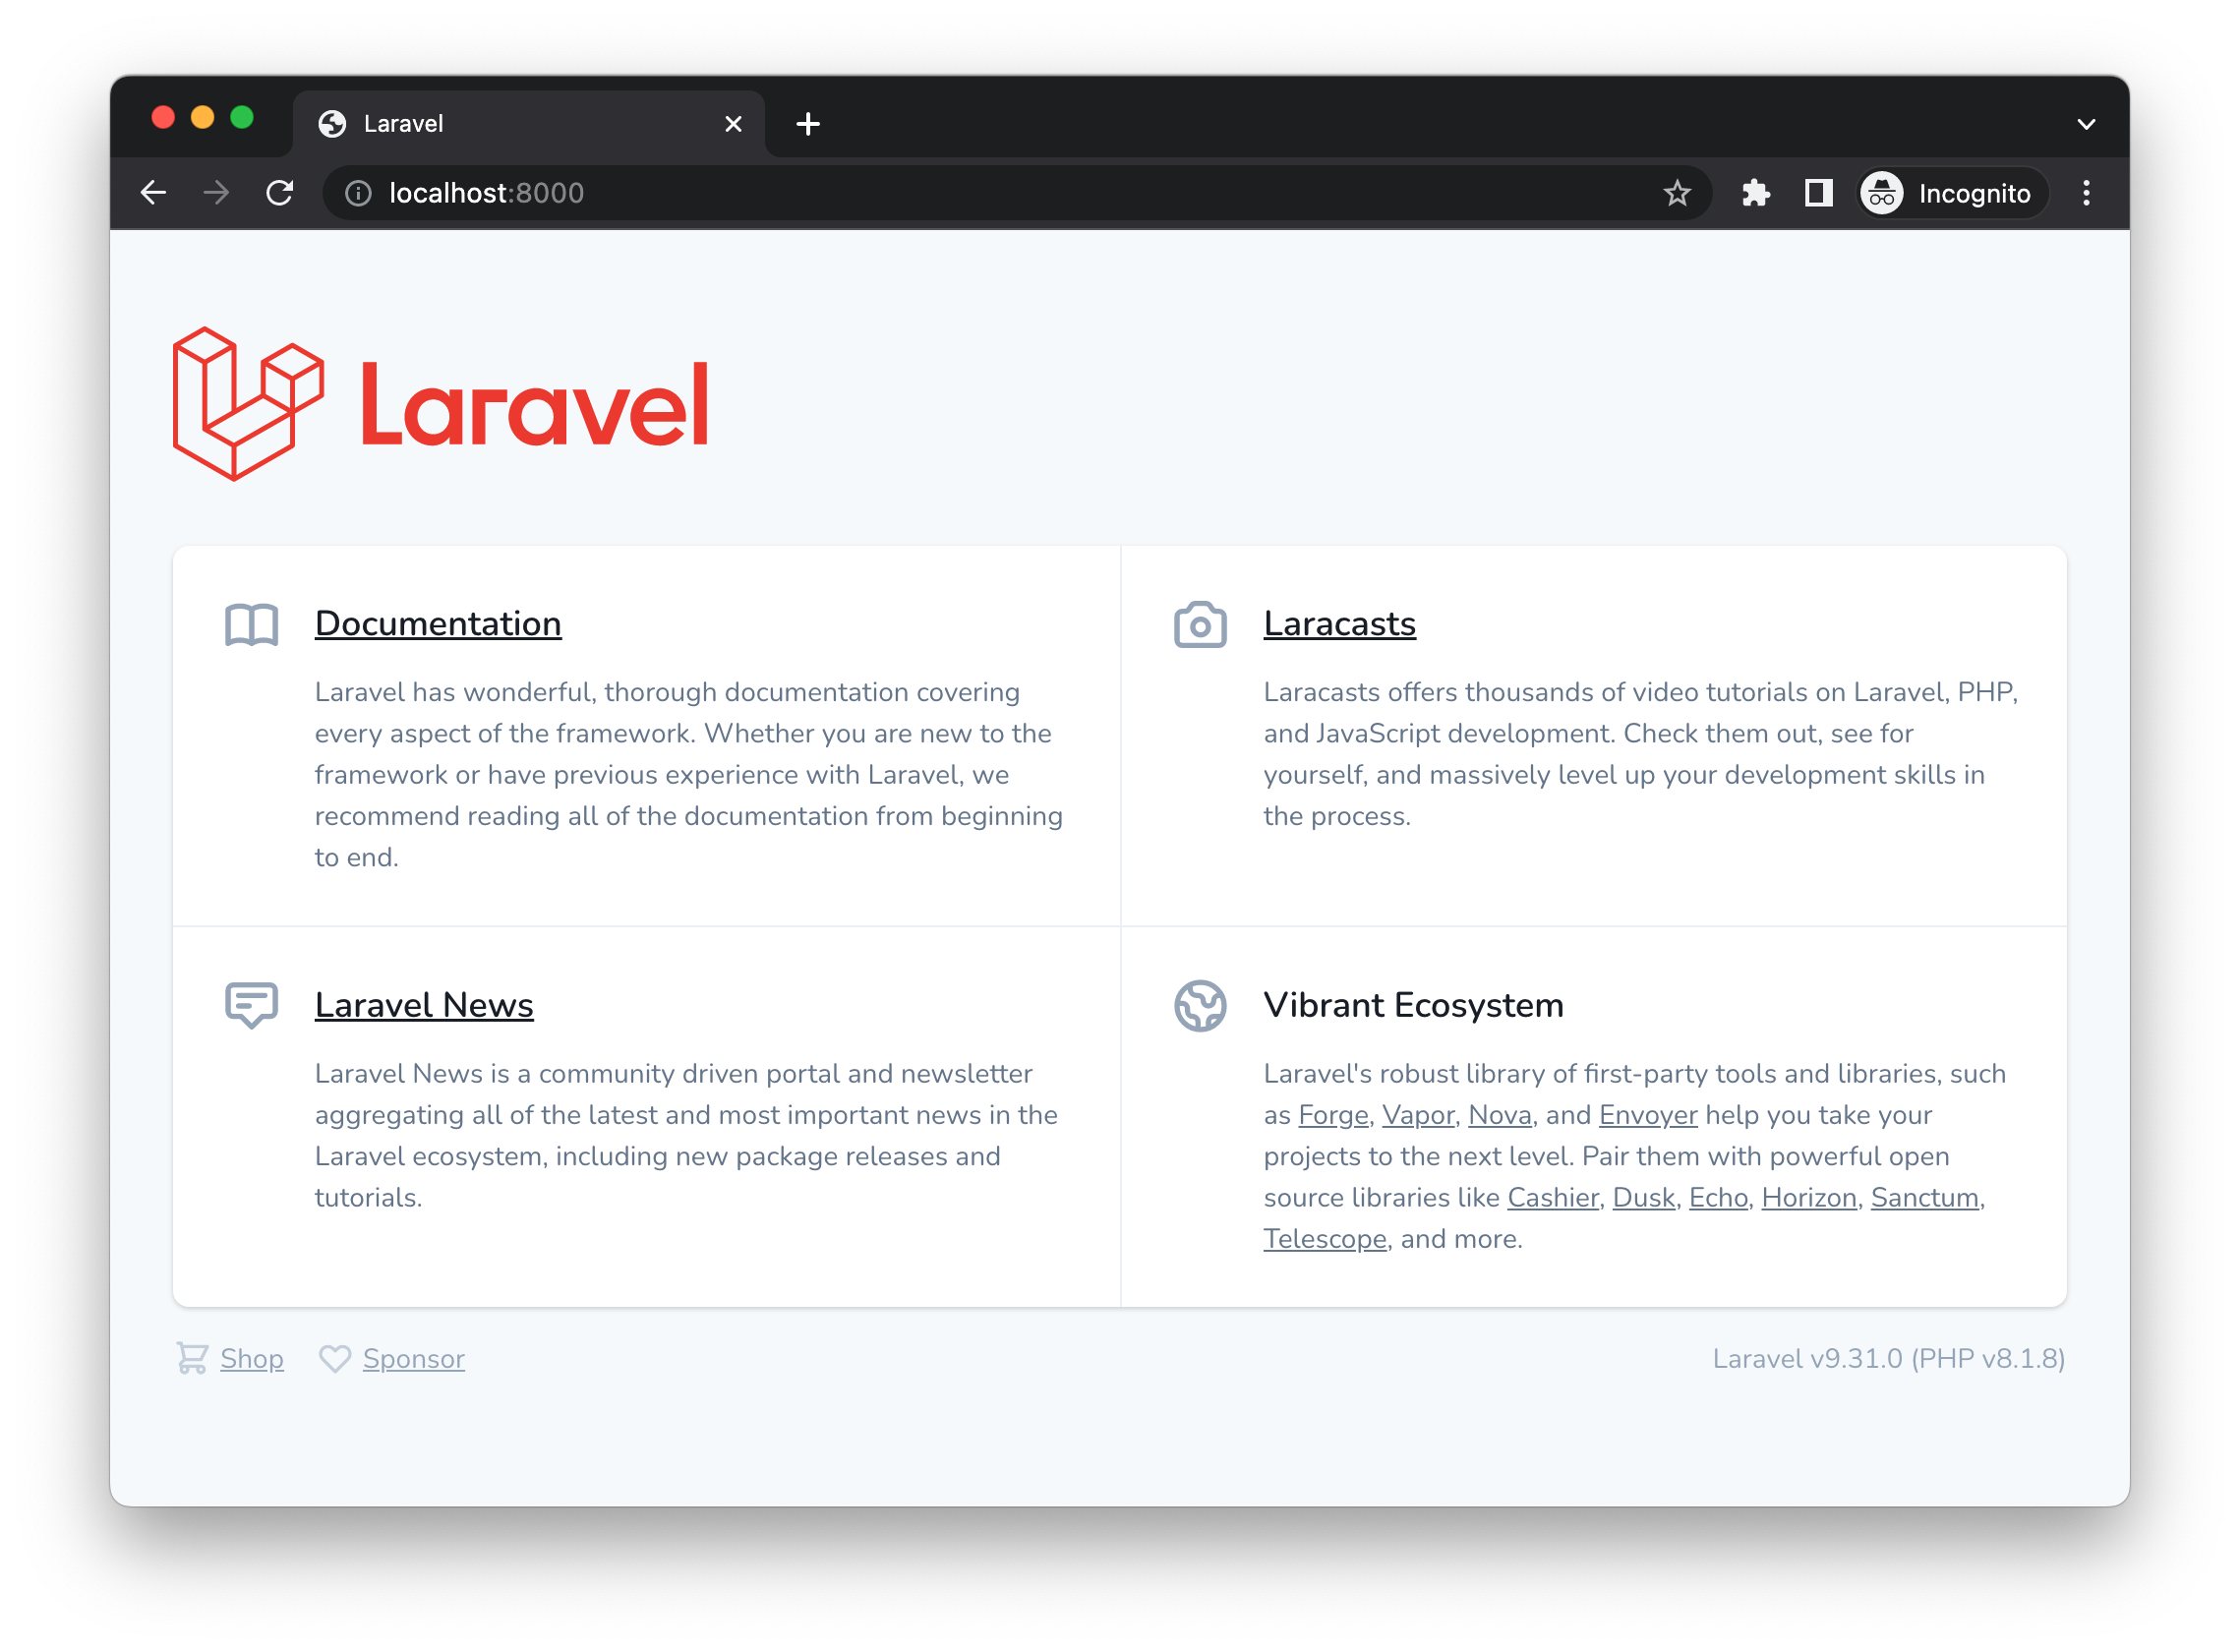 Laravel
localhost:8000
Incognito
Laravel
Documentation
Laravel has wonderful, thorough documentation covering
every aspect of the framework. Whether you are new to the
framework or have previous experience with Laravel, we
recommend reading all of the documentation from beginning
to end.
Laracasts
Laracasts offers thousands of video tutorials on Laravel, PHP,
and JavaScript development. Check them out, see for
yourself, and massively level up your development skills in
the process.
Laravel News
Laravel News is a community driven portal and newsletter
aggregating all of the latest and most important news in the
Laravel ecosystem, including new package releases and
tutorials.
Vibrant Ecosystem
Laravel's robust library of first-party tools and libraries, such
as Forge, Vapor, Nova, and Envoyer help you take your
projects to the next level. Pair them with powerful open
source libraries like Cashier, Dusk, Echo, Horizon, Sanctum,
Telescope, and more.
Shop
Sponsor
Laravel v9.31.0 (PHP v8.1.8)